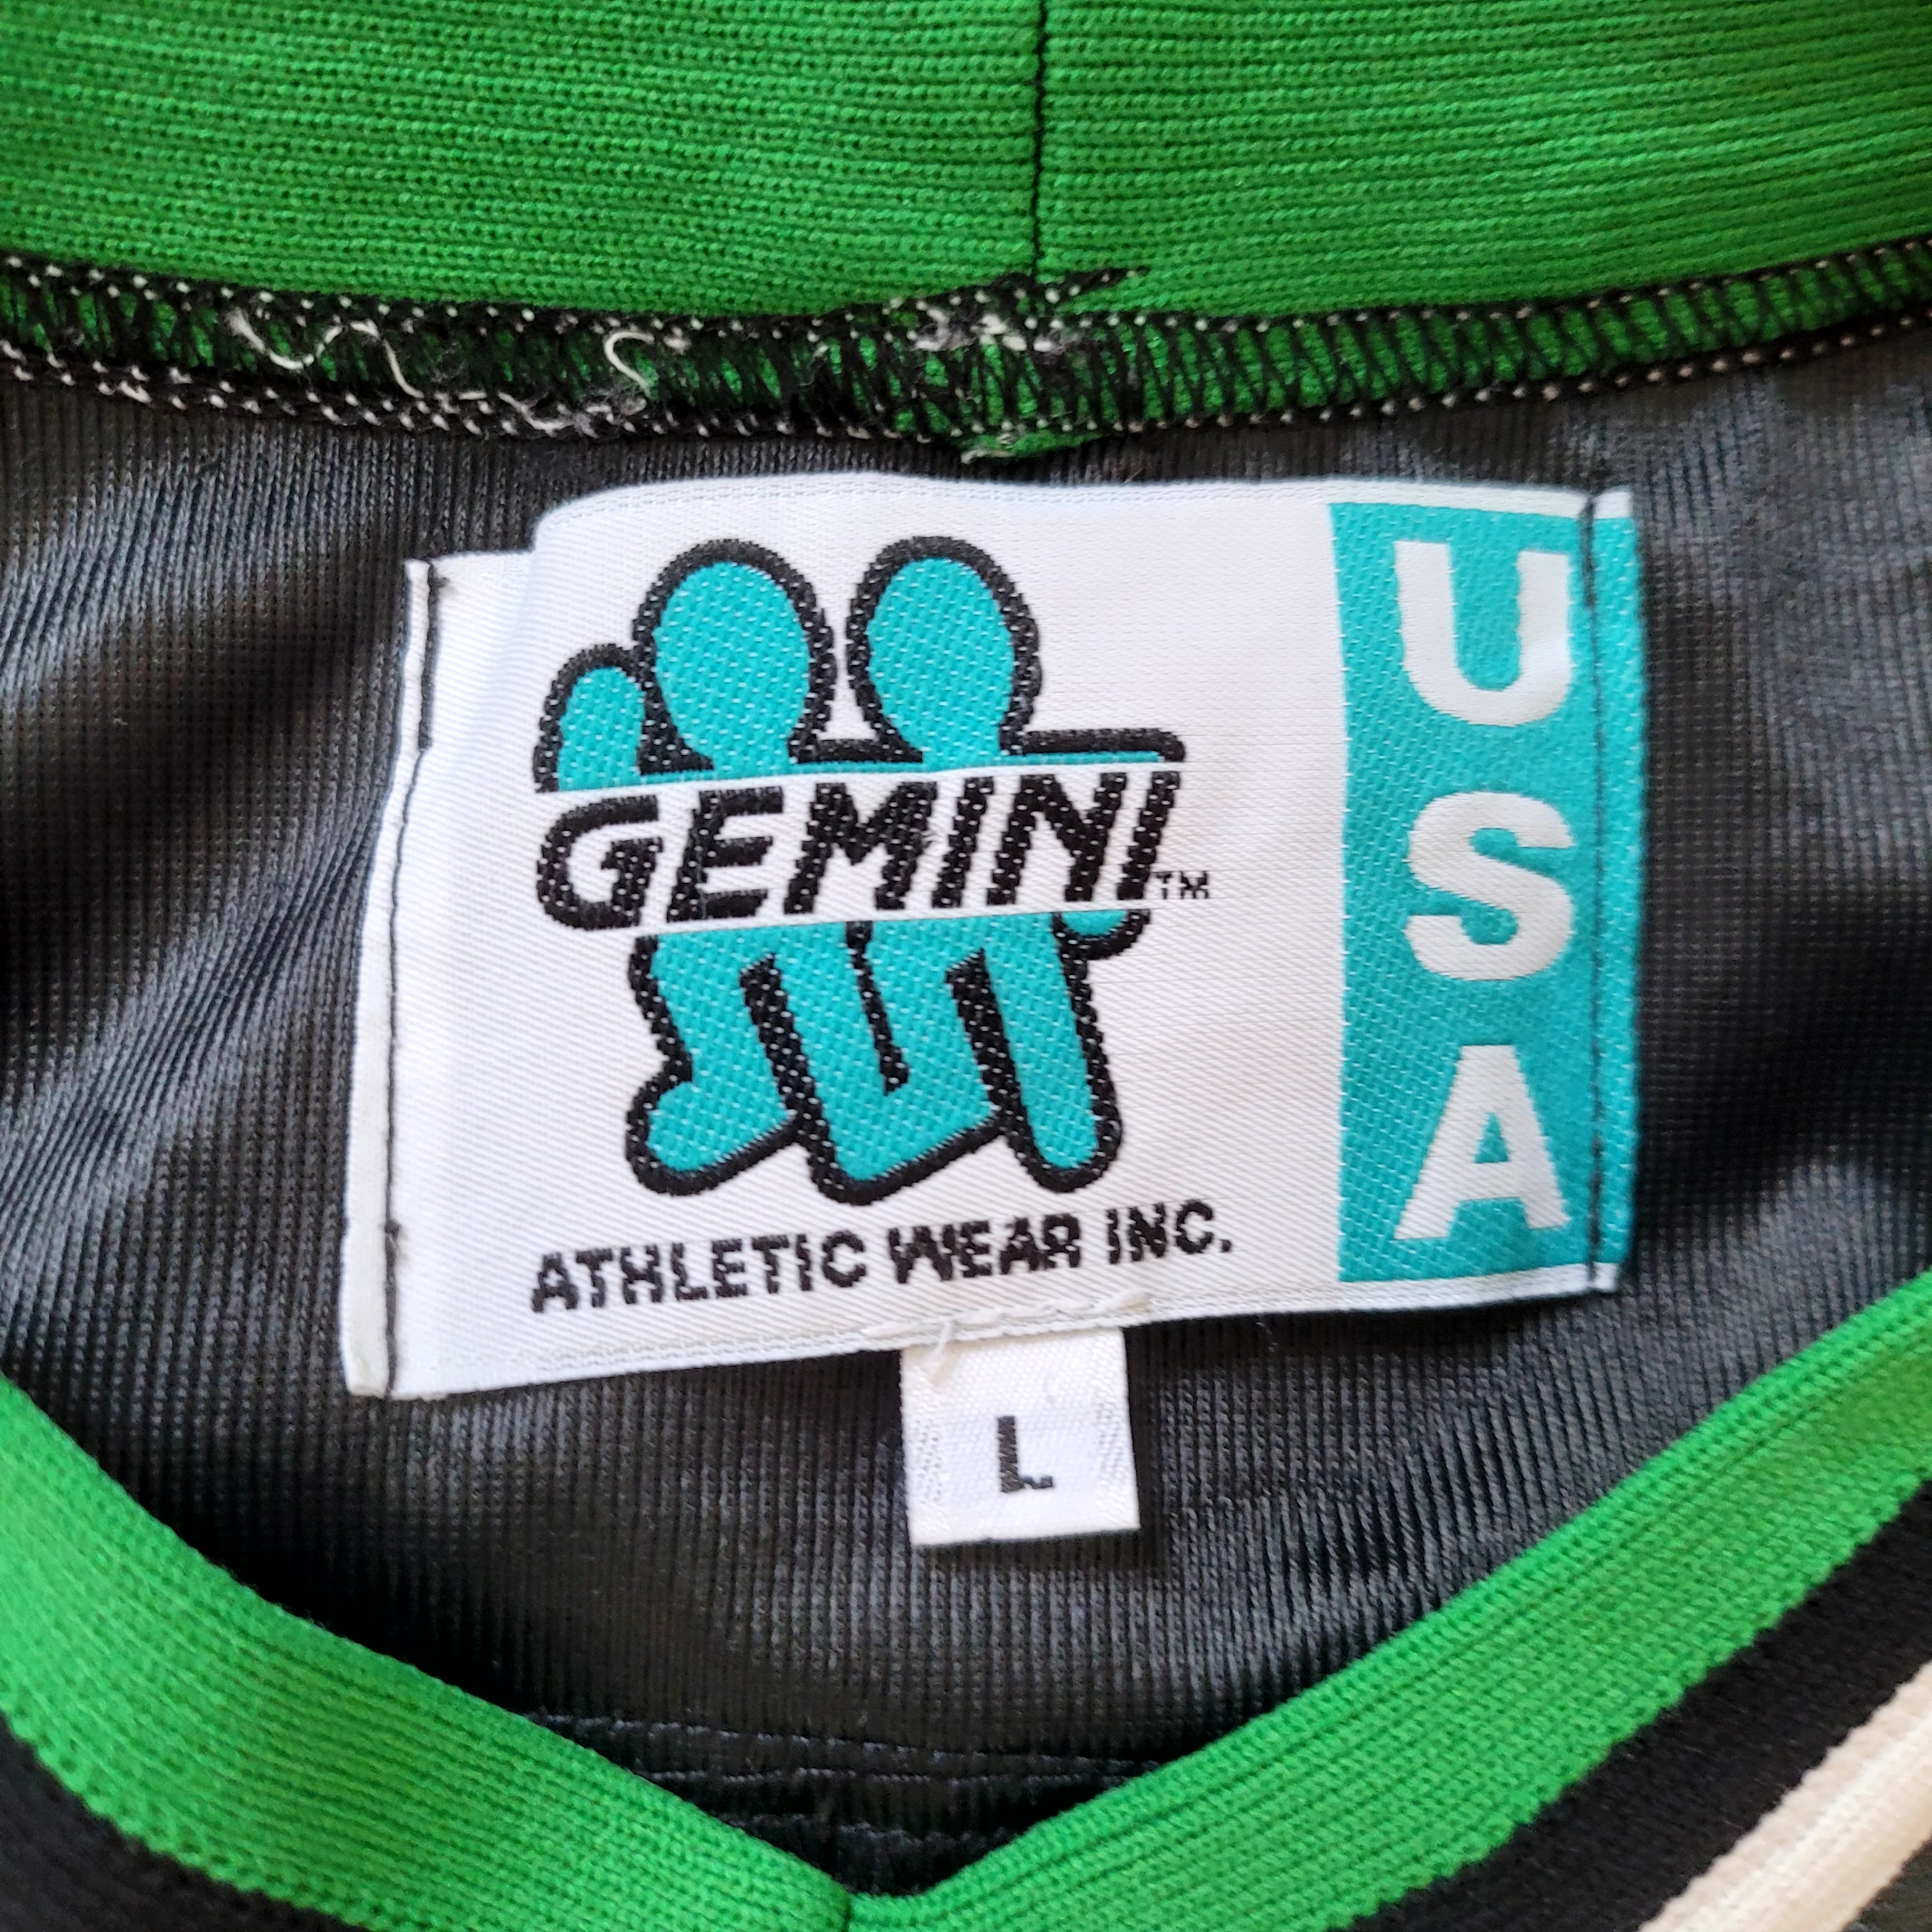 GEMINI™
ATHLETIC WEAR INC.
USA
L